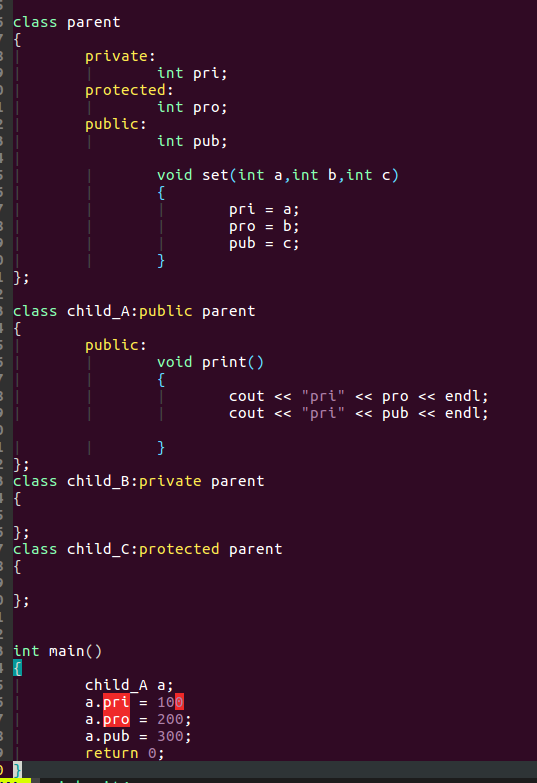 class parent
{
private:
int pri;
protected:
int pro;
public:
int pub;
void set(int a,int b,int c)
{
pri = a;
pro = b;
pub = c;
}
};
class child_A:public parent
{
public:
void print()
{
cout << "pri" << pro << endl;
cout << "pri" << pub << endl;
}
};
class child_B:private parent
{
};
class child_C:protected parent
{
};
int main()
{
child_A a;
a.pri = 100
a.pro = 200;
a.pub = 300;
return 0;
}